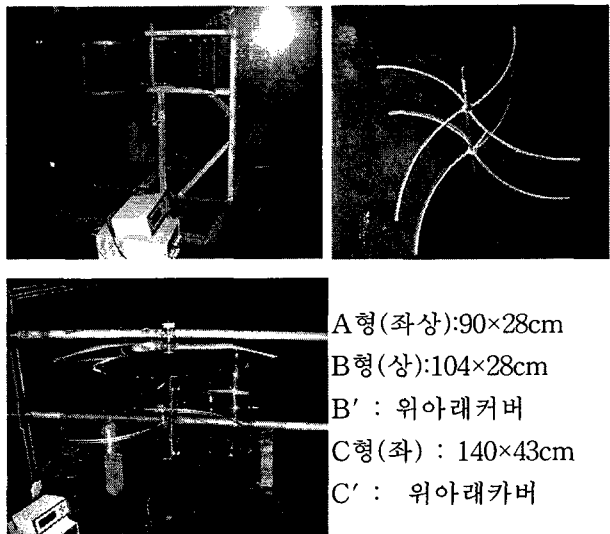 A형(좌상):90×28cm
B형(상):104×28cm
B′ : 위아래커버
C형(좌) : 140×43cm
C′ : 위아래카버